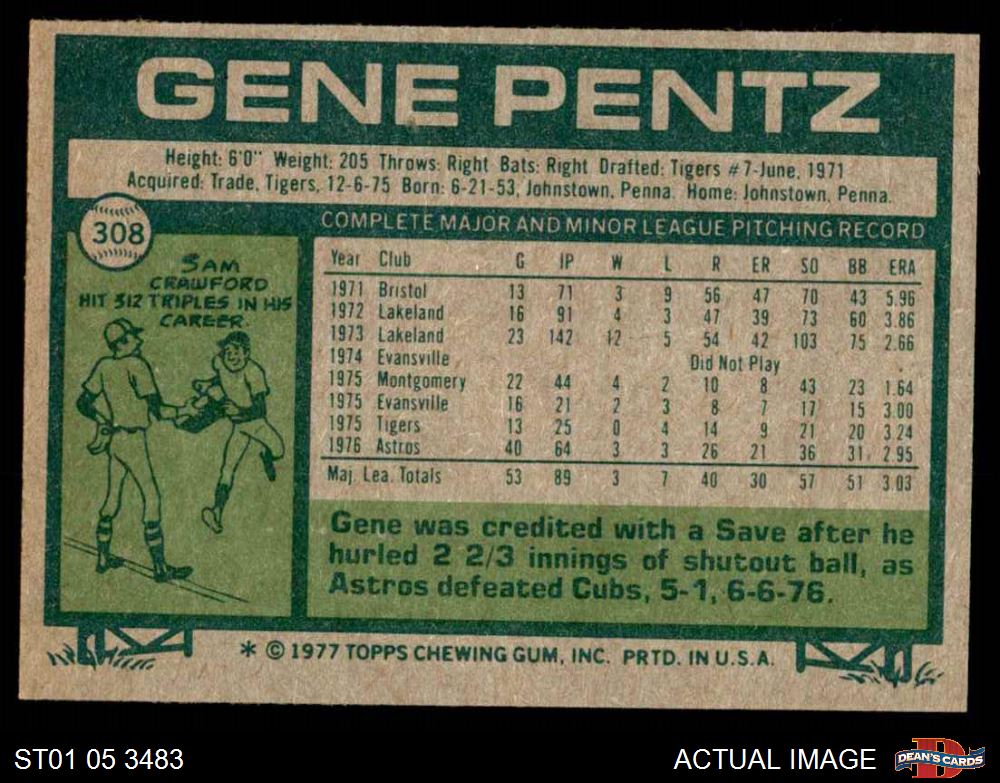 GENE PENTZ
Height: 6'0" Weight: 205 Throws: Right Bats: Right Drafted: Tigers #7-June, 1971
Acquired: Trade, Tigers, 12-6-75 Born: 6-21-53, Johnstown, Penna. Home: Johnstown, Penna.
308
SAM
CRAWFORD
HIT 312 TRIPLES IN HIS
CAREER.
COMPLETE MAJOR AND MINOR LEAGUE PITCHING RECORD
Year Club G IP W L R ER SO BB ERA
1971 Bristol 13 71 3 9 56 47 70 43 5.96
1972 Lakeland 16 91 4 3 47 39 73 60 3.86
1973 Lakeland 23 142 12 5 54 42 103 75 2.66
1974 Evansville Did Not Play
1975 Montgomery 22 44 4 2 10 8 43 23 1.64
1975 Evansville 16 21 2 3 8 7 17 15 3.00
1975 Tigers 13 25 0 4 14 9 21 20 3.24
1976 Astros 40 64 3 3 26 21 36 31 2.95
Maj. Lea. Totals 53 89 3 7 40 30 57 51 3.03
Gene was credited with a Save after he
hurled 2 2/3 innings of shutout ball, as
Astros defeated Cubs, 5-1, 6-6-76.
* © 1977 TOPPS CHEWING GUM, INC. PRTD. IN U.S.A.
ST01 05 3483
ACTUAL IMAGE
D
DEAN'S CARDS